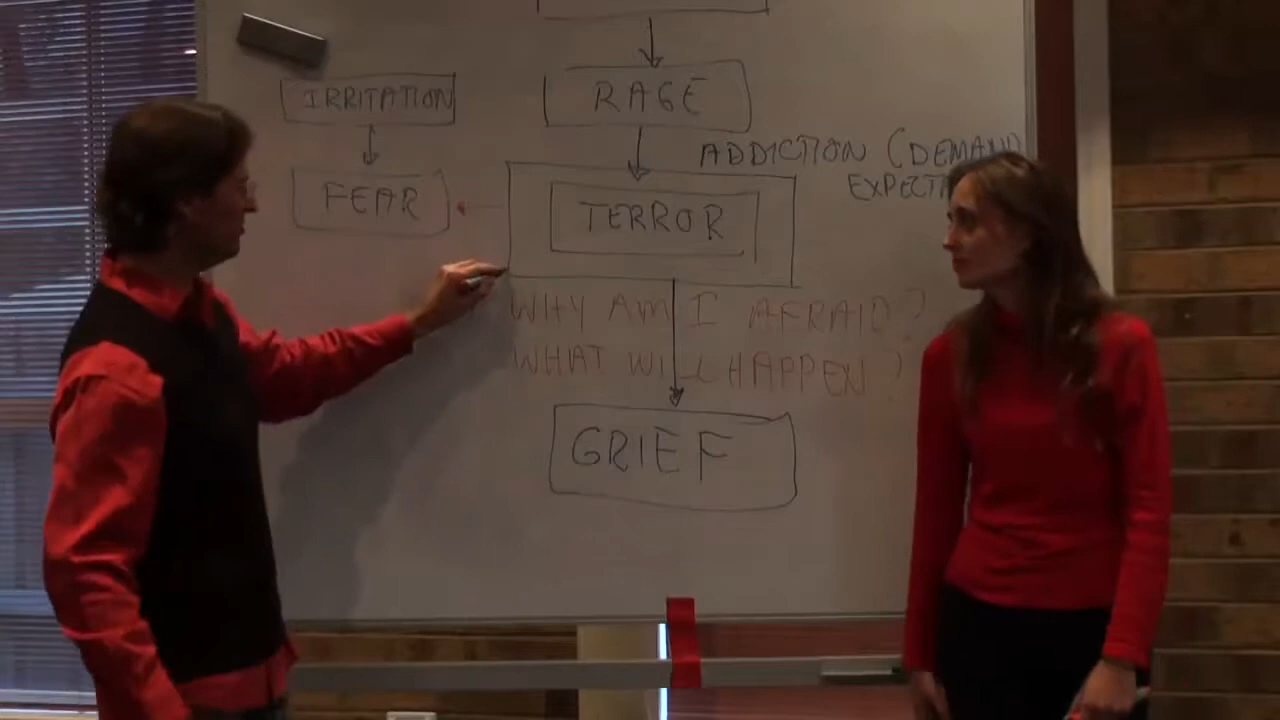 IRRITATION
RAGE
ADDICTION (DEMAND
FEAR
TERROR
WHY AM I AFRAID?
WHAT WILL HAPPEN?
GRIEF